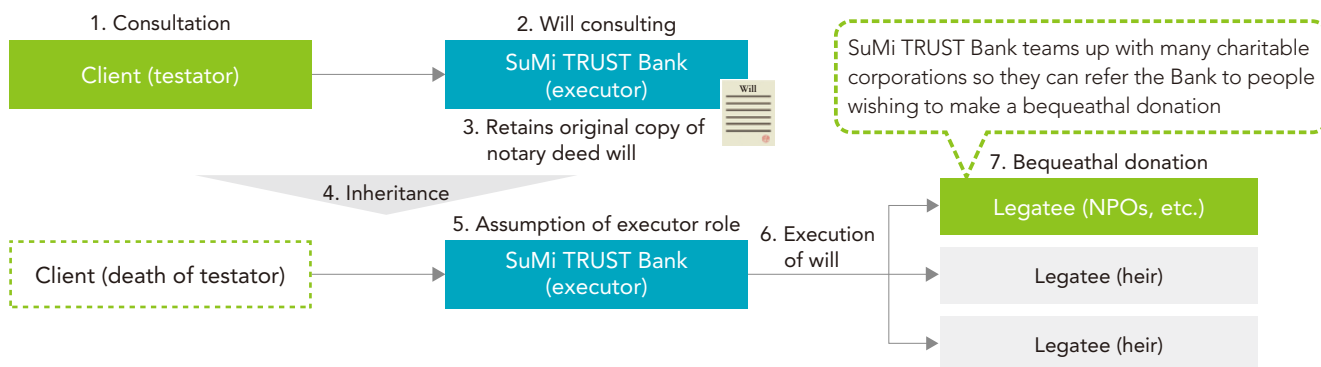 1. Consultation
Client (testator)
2. Will consulting
SuMi TRUST Bank
(executor)
Will
3. Retains original copy of
notary deed will
SuMi TRUST Bank teams up with many charitable
corporations so they can refer the Bank to people
wishing to make a bequeathal donation
4. Inheritance
Client (death of testator)
5. Assumption of executor role
SuMi TRUST Bank
(executor)
6. Execution
of will
7. Bequeathal donation
Legatee (NPOs, etc.)
Legatee (heir)
Legatee (heir)